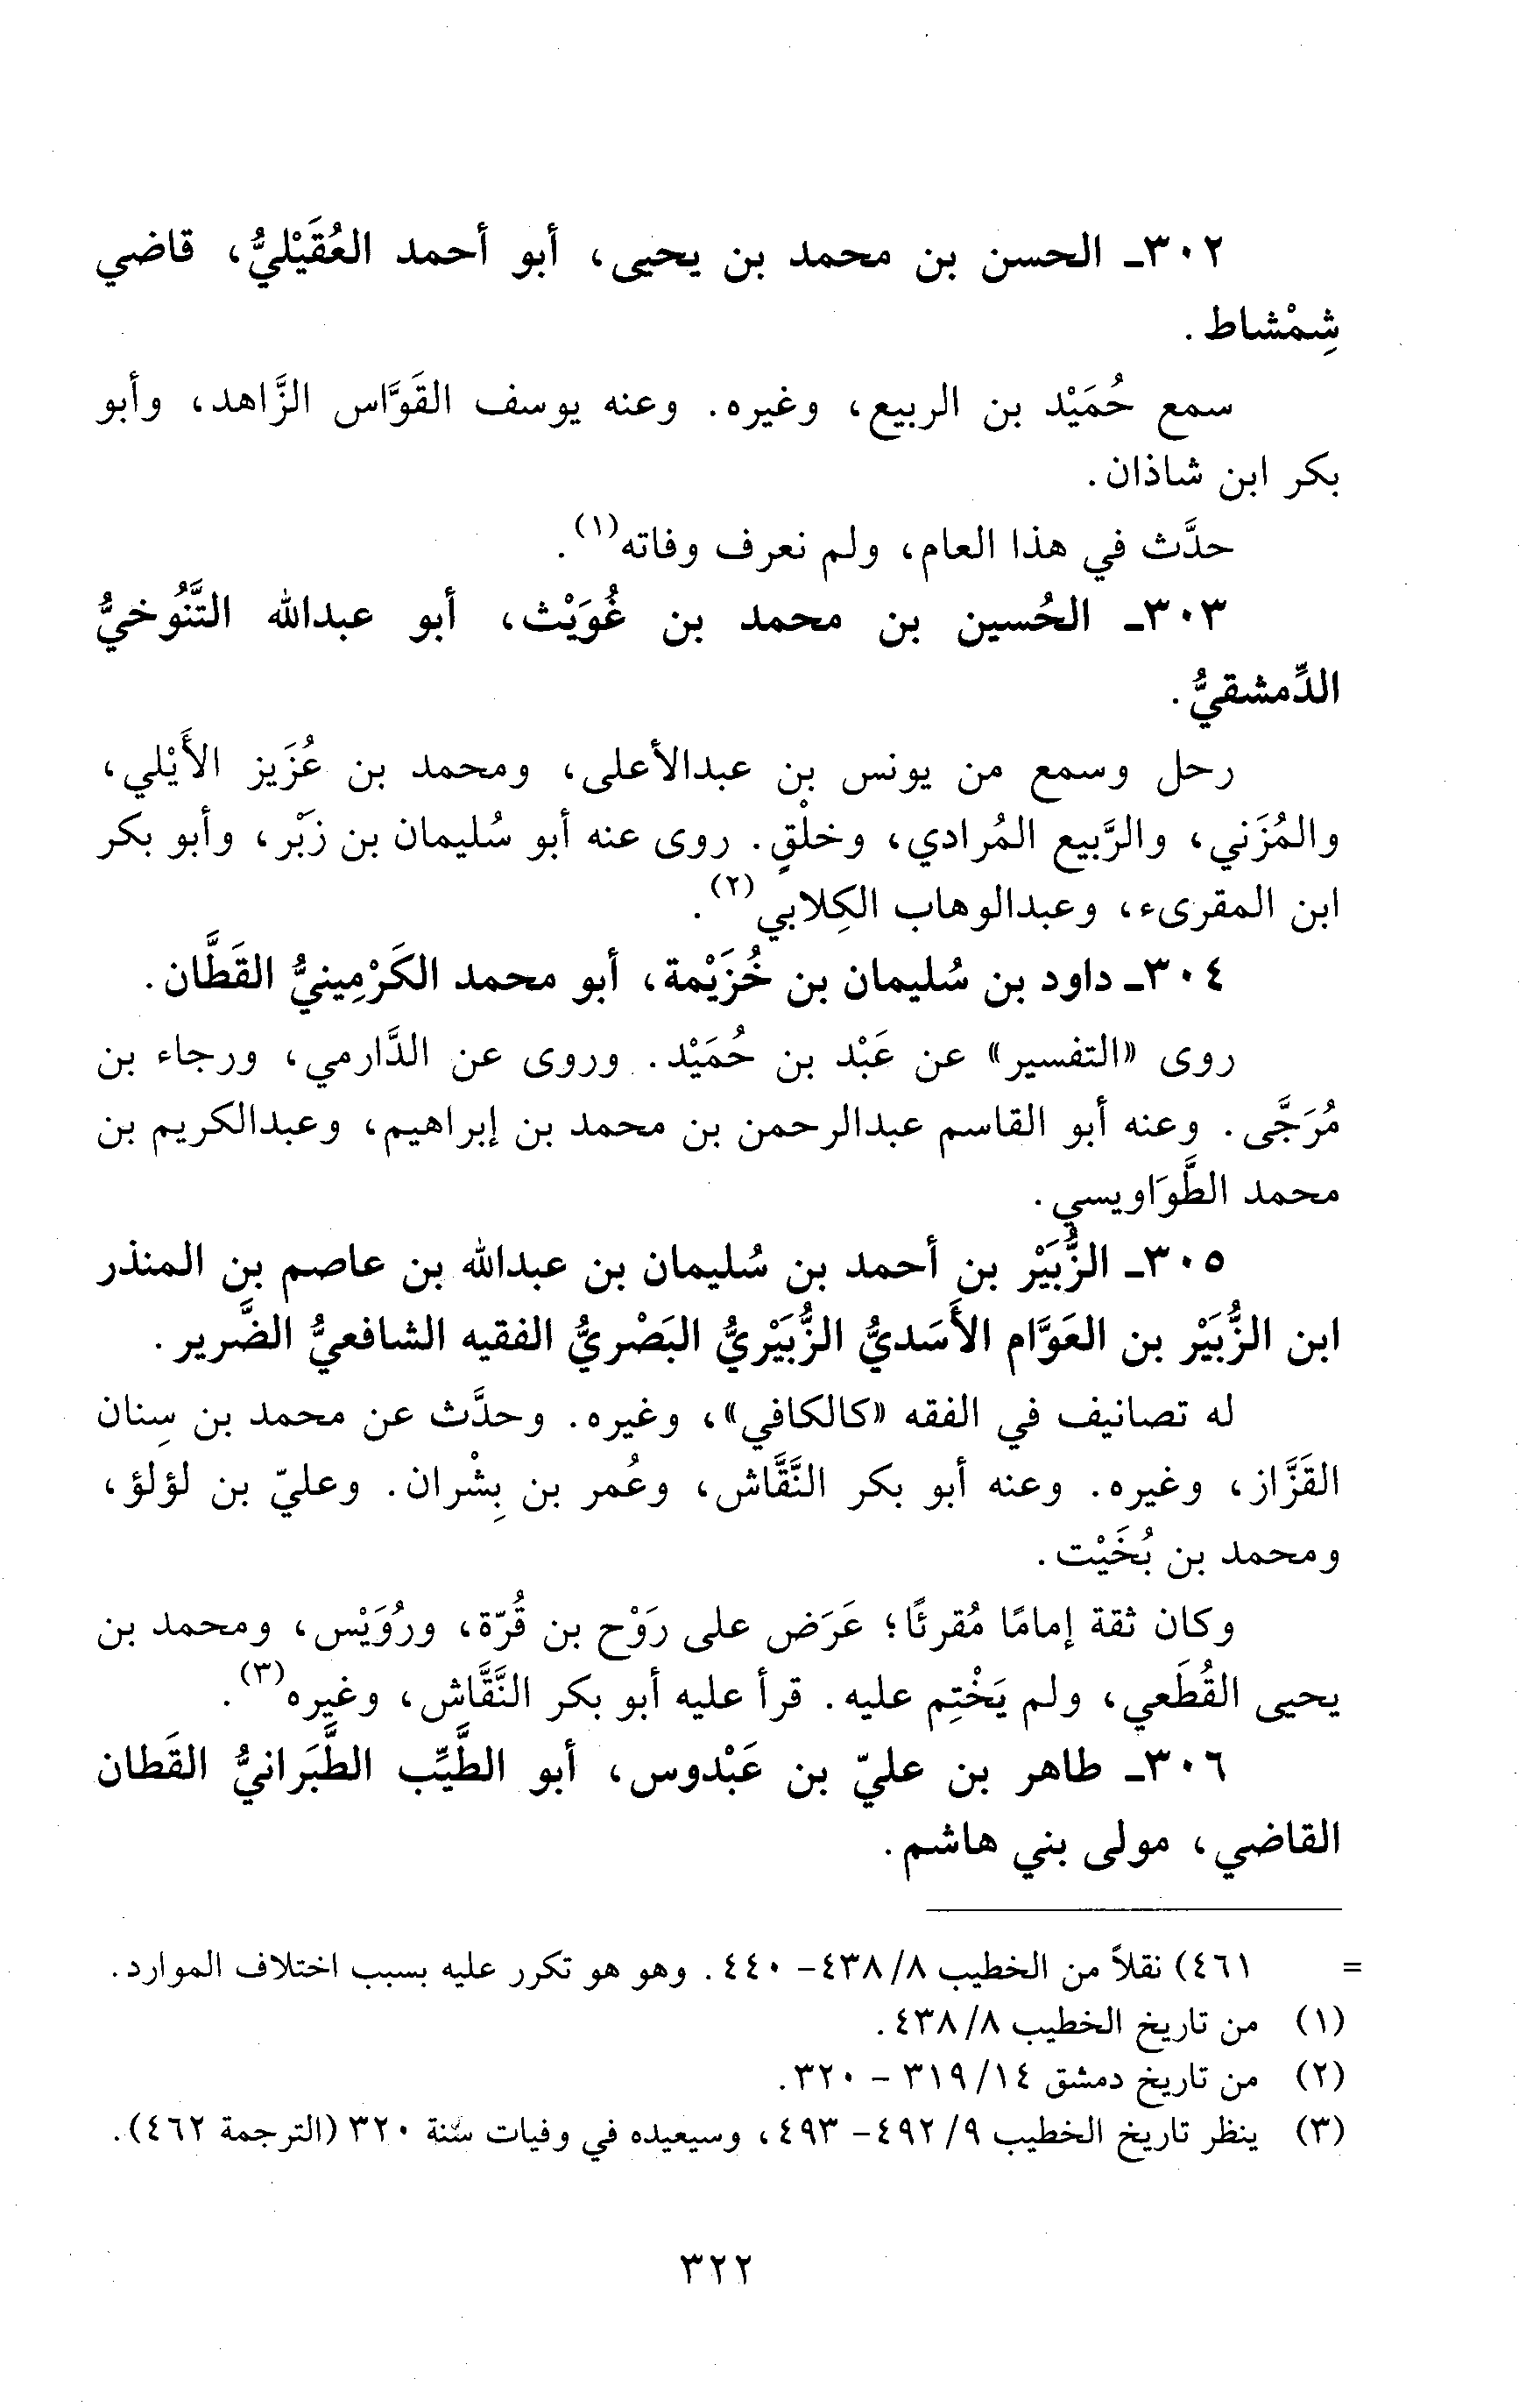 ٣٠٢ـ الحسن بن محمد بن يحيى، أبو أحمد العُقَيْليُّ، قاضي
شِمْشاط.
سمع حُمَيْد بن الربيع، وغيره. وعنه يوسف القَوَّاس الزَّاهد، وأبو
بكر ابن شاذان.
حدَّث في هذا العام، ولم نعرف وفاته(١).
٣٠٣ـ الحُسين بن محمد بن غُوَيْث، أبو عبدالله التَّنُوخيُّ
الدِّمشقيُّ.
رحل وسمع من يونس بن عبدالأعلى، ومحمد بن عُزَيز الأَيْلي،
والمُزَني، والرَّبيع المُرادي، وخلْقٍ. روى عنه أبو سُليمان بن زَبْر، وأبو بكر
ابن المقرىء، وعبدالوهاب الكِلابي(٢).
٣٠٤ـ داود بن سُليمان بن خُزَيْمة، أبو محمد الكَرْمِينيُّ القَطَّان.
روى «التفسير» عن عَبْد بن حُمَيْد. وروى عن الدَّارمي، ورجاء بن
مُرَجَّى. وعنه أبو القاسم عبدالرحمن بن محمد بن إبراهيم، وعبدالكريم بن
محمد الطَّوَاويسي.
٣٠٥ـ الزُّبَيْر بن أحمد بن سُليمان بن عبدالله بن عاصم بن المنذر
ابن الزُّبَيْر بن العَوَّام الأَسَديُّ الزُّبَيْريُّ البَصْريُّ الفقيه الشافعيُّ الضَّرير.
له تصانيف في الفقه «كالكافي»، وغيره. وحدَّث عن محمد بن سِنان
القَزَّاز، وغيره. وعنه أبو بكر النَّقَّاش، وعُمر بن بِشْران. وعليّ بن لؤلؤ،
ومحمد بن بُخَيْت.
وكان ثقة إمامًا مُقرئًا؛ عَرَض على رَوْح بن قُرّة، ورُوَيْس، ومحمد بن
يحيى القُطَعي، ولم يَخْتِم عليه. قرأ عليه أبو بكر النَّقَّاش، وغيره(٣).
٣٠٦ـ طاهر بن عليّ بن عَبْدوس، أبو الطَّيِّب الطَّبَرانيُّ القَطان
القاضي، مولى بني هاشم.
= ٤٦١) نقلاً من الخطيب ٨/ ٤٣٨- ٤٤٠. وهو هو تكرر عليه بسبب اختلاف الموارد.
(١) من تاريخ الخطيب ٨/ ٤٣٨.
(٢) من تاريخ دمشق ١٤/ ٣١٩ - ٣٢٠.
(٣) ينظر تاريخ الخطيب ٩/ ٤٩٢- ٤٩٣، وسيعيده في وفيات سنة ٣٢٠ (الترجمة ٤٦٢).
٣٢٢